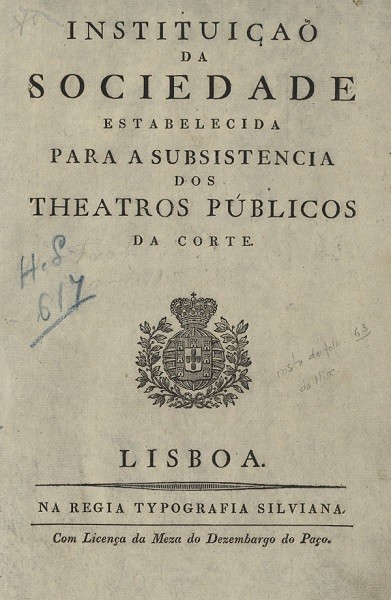 INSTITUIÇAÕ
DA
SOCIEDADE
ESTABELECIDA
PARA A SUBSISTENCIA
DOS
THEATROS PÚBLICOS
DA CORTE.
H.S.
617
63
LISBOA.
NA REGIA TYPOGRAFIA SILVIANA.
Com Licença da Meza do Dezembargo do Paço.